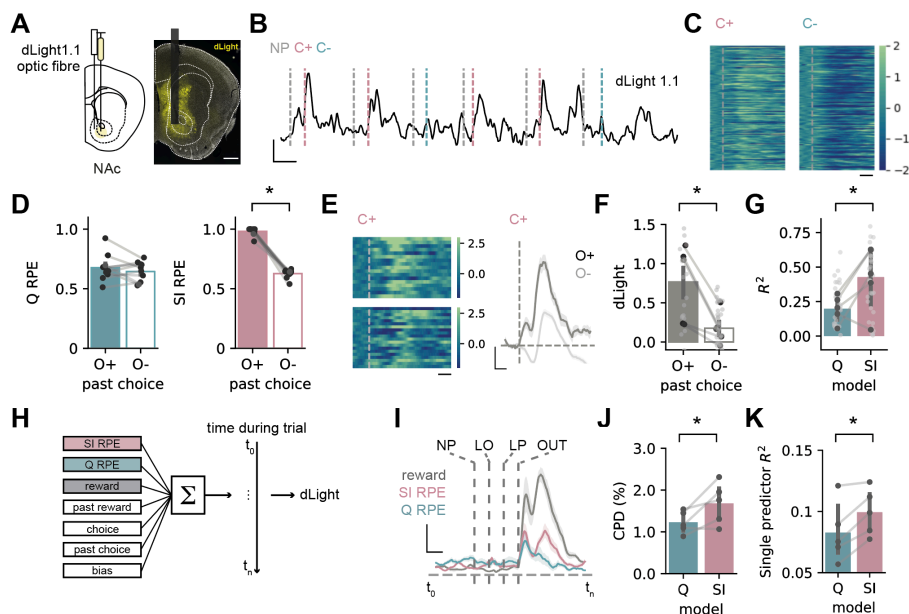 A
dLight1.1
optic fibre
NAc
dLight
B
NP C+ C-
dLight 1.1
C
C+
C-
2
1
0
-1
-2
D
Q RPE
1.0
0.5
0
O+
O-
past choice
SI RPE
1.0
0.5
0
*
O+
O-
past choice
E
C+
2.5
0.0
2.5
0.0
C+
O+
O-
F
dLight
1.5
1.0
0.5
0.0
*
O+
O-
past choice
G
R²
0.75
0.50
0.25
0.00
*
Q
SI
model
H
SI RPE
Q RPE
reward
past reward
choice
past choice
bias
Σ
time during trial
t₀
⋮
tₙ
dLight
I
NP
LO
LP
OUT
reward
SI RPE
Q RPE
t₀
tₙ
J
CPD (%)
3.0
2.0
1.0
0.0
*
Q
SI
model
K
Single predictor R²
0.1
0.05
*
Q
SI
model